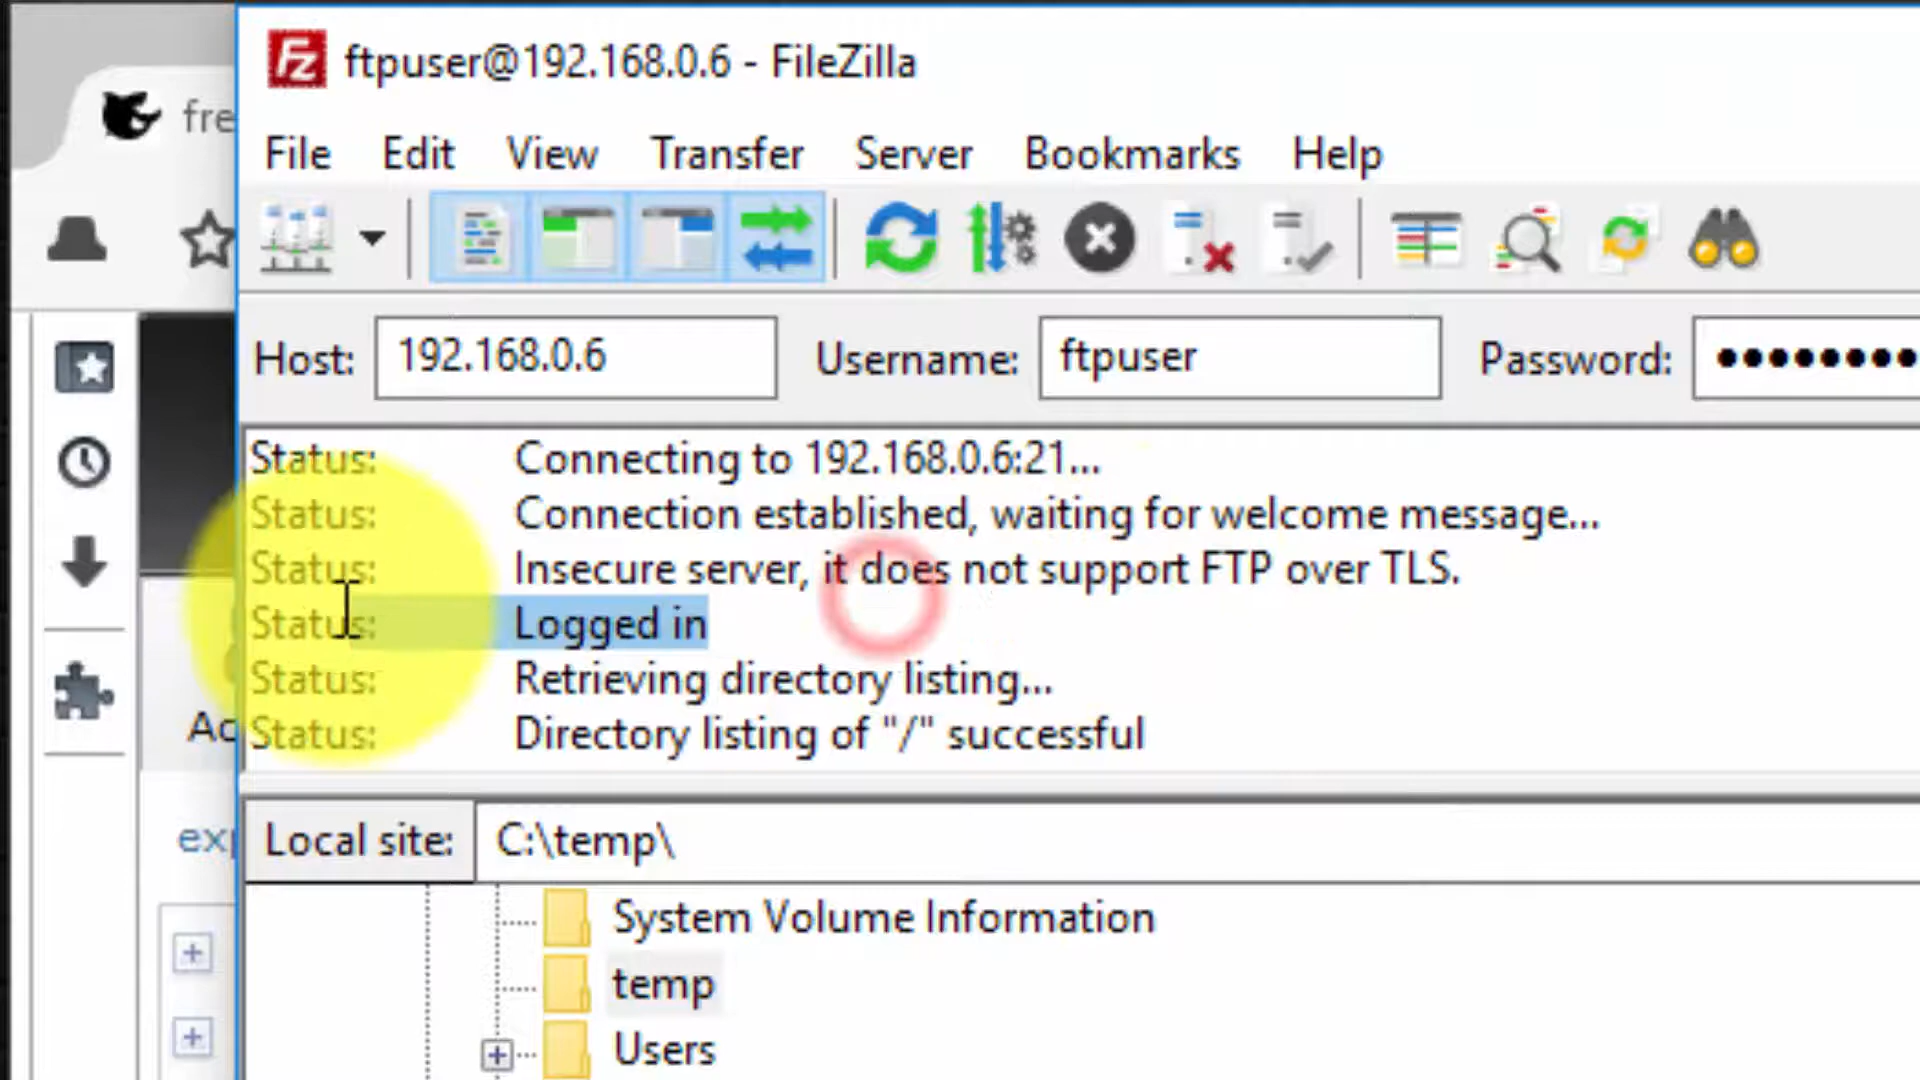 ftpuser@192.168.0.6 - FileZilla
fre
File Edit View Transfer Server Bookmarks Help
Host: 192.168.0.6 Username: ftpuser Password: ••••••••
Status: Connecting to 192.168.0.6:21...
Status: Connection established, waiting for welcome message...
Status: Insecure server, it does not support FTP over TLS.
Status: Logged in
Status: Retrieving directory listing...
Status: Directory listing of "/" successful
Ac
exp
Local site: C:\temp\
System Volume Information
temp
Users